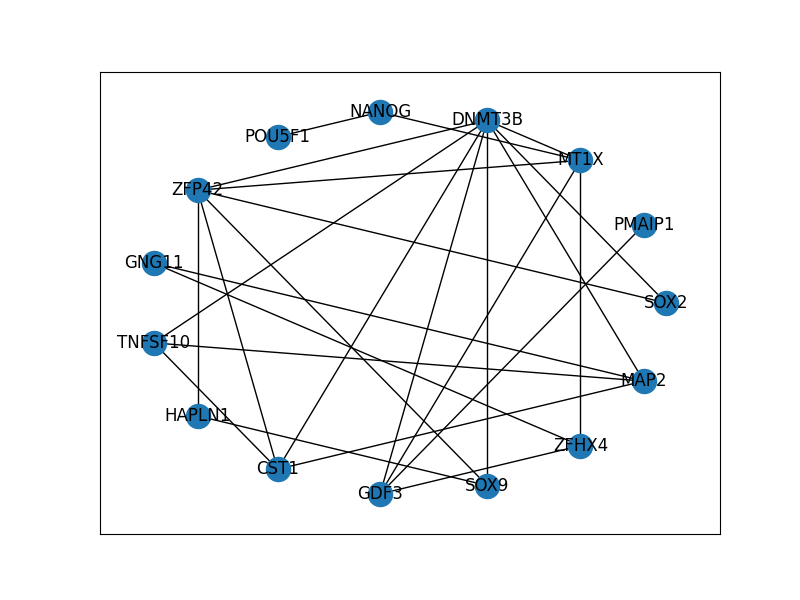 NANOG
DNMT3B
POU5F1
MT1X
ZFP42
PMAIP1
GNG11
SOX2
TNFSF10
MAP2
HAPLN1
ZFHX4
CST1
SOX9
GDF3